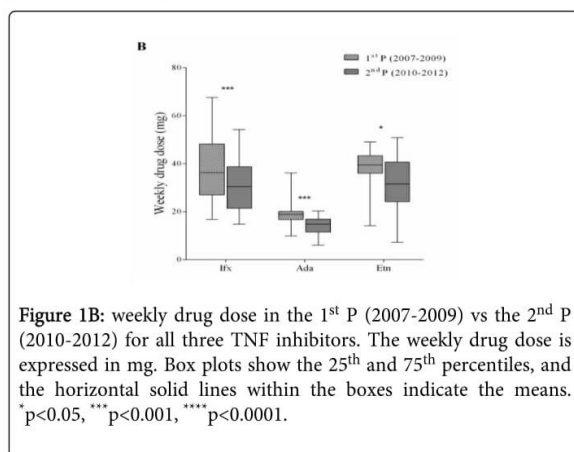 B
1st P (2007-2009)
2nd P (2010-2012)
***
***
*
80
60
40
20
0
Weekly drug dose (mg)
Ifx
Ada
Etn
Figure 1B: weekly drug dose in the 1st P (2007-2009) vs the 2nd P
(2010-2012) for all three TNF inhibitors. The weekly drug dose is
expressed in mg. Box plots show the 25th and 75th percentiles, and
the horizontal solid lines within the boxes indicate the means.
*p<0.05, ***p<0.001, ****p<0.0001.